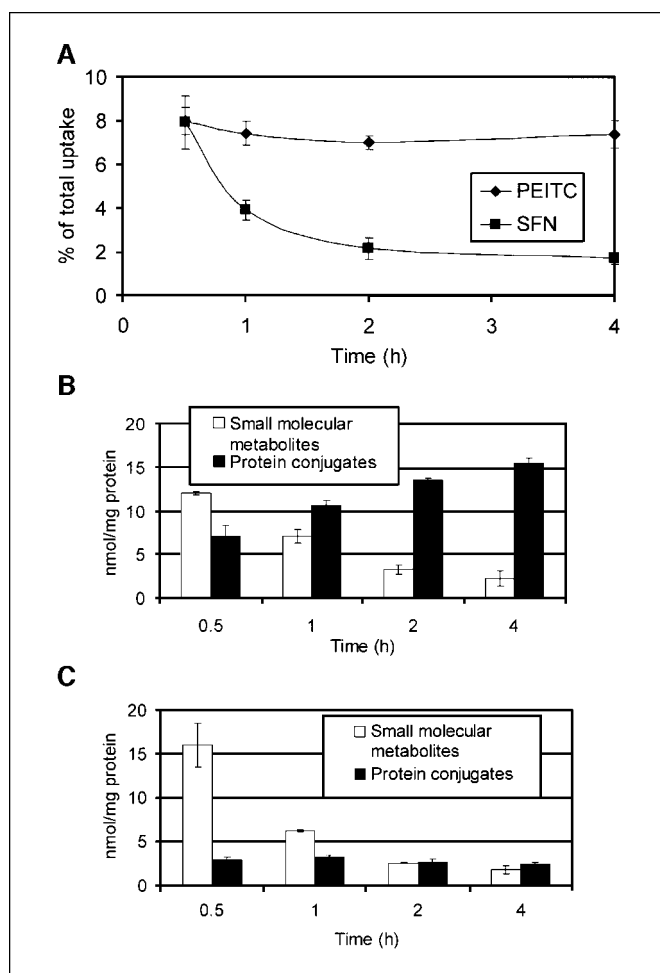 A
% of total uptake
10
8
6
4
2
0
0 1 2 3 4
Time (h)
PEITC
SFN
B
nmol/mg protein
20
15
10
5
0
Small molecular
metabolites
Protein conjugates
0.5 1 2 4
Time (h)
C
nmol/mg protein
20
15
10
5
0
Small molecular
metabolites
Protein conjugates
0.5 1 2 4
Time (h)